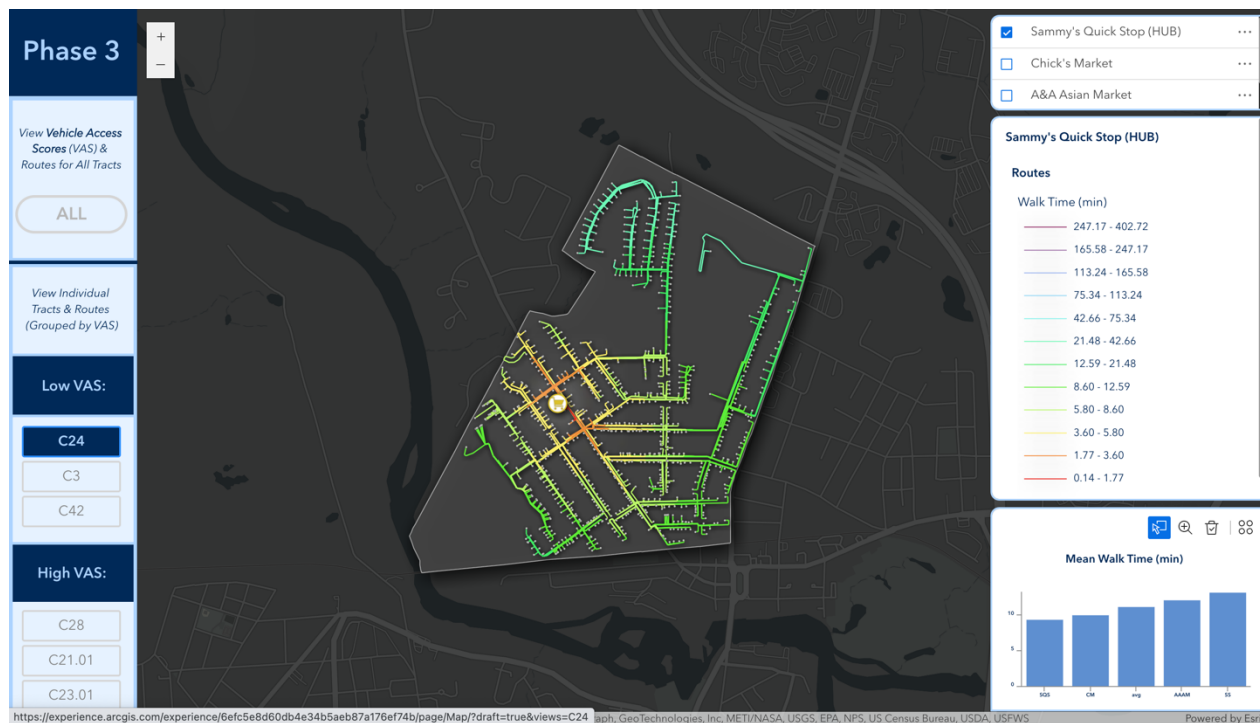 Phase 3
View Vehicle Access
Scores (VAS) &
Routes for All Tracts
ALL
View Individual
Tracts & Routes
(Grouped by VAS)
Low VAS:
C24
C3
C42
High VAS:
C28
C21.01
C23.01
+
−
Sammy's Quick Stop (HUB)
Chick's Market
A&A Asian Market
Sammy's Quick Stop (HUB)
Routes
Walk Time (min)
247.17 - 402.72
165.58 - 247.17
113.24 - 165.58
75.34 - 113.24
42.66 - 75.34
21.48 - 42.66
12.59 - 21.48
8.60 - 12.59
5.80 - 8.60
3.60 - 5.80
1.77 - 3.60
0.14 - 1.77
Mean Walk Time (min)
10
5
0
SQS CM avg AAAM SS
https://experience.arcgis.com/experience/6efc5e8d60db4e34b5aeb87a176ef74b/page/Map/?draft=true&views=C24 raph, GeoTechnologies, Inc, METI/NASA, USGS, EPA, NPS, US Census Bureau, USDA, USFWS Powered by Es